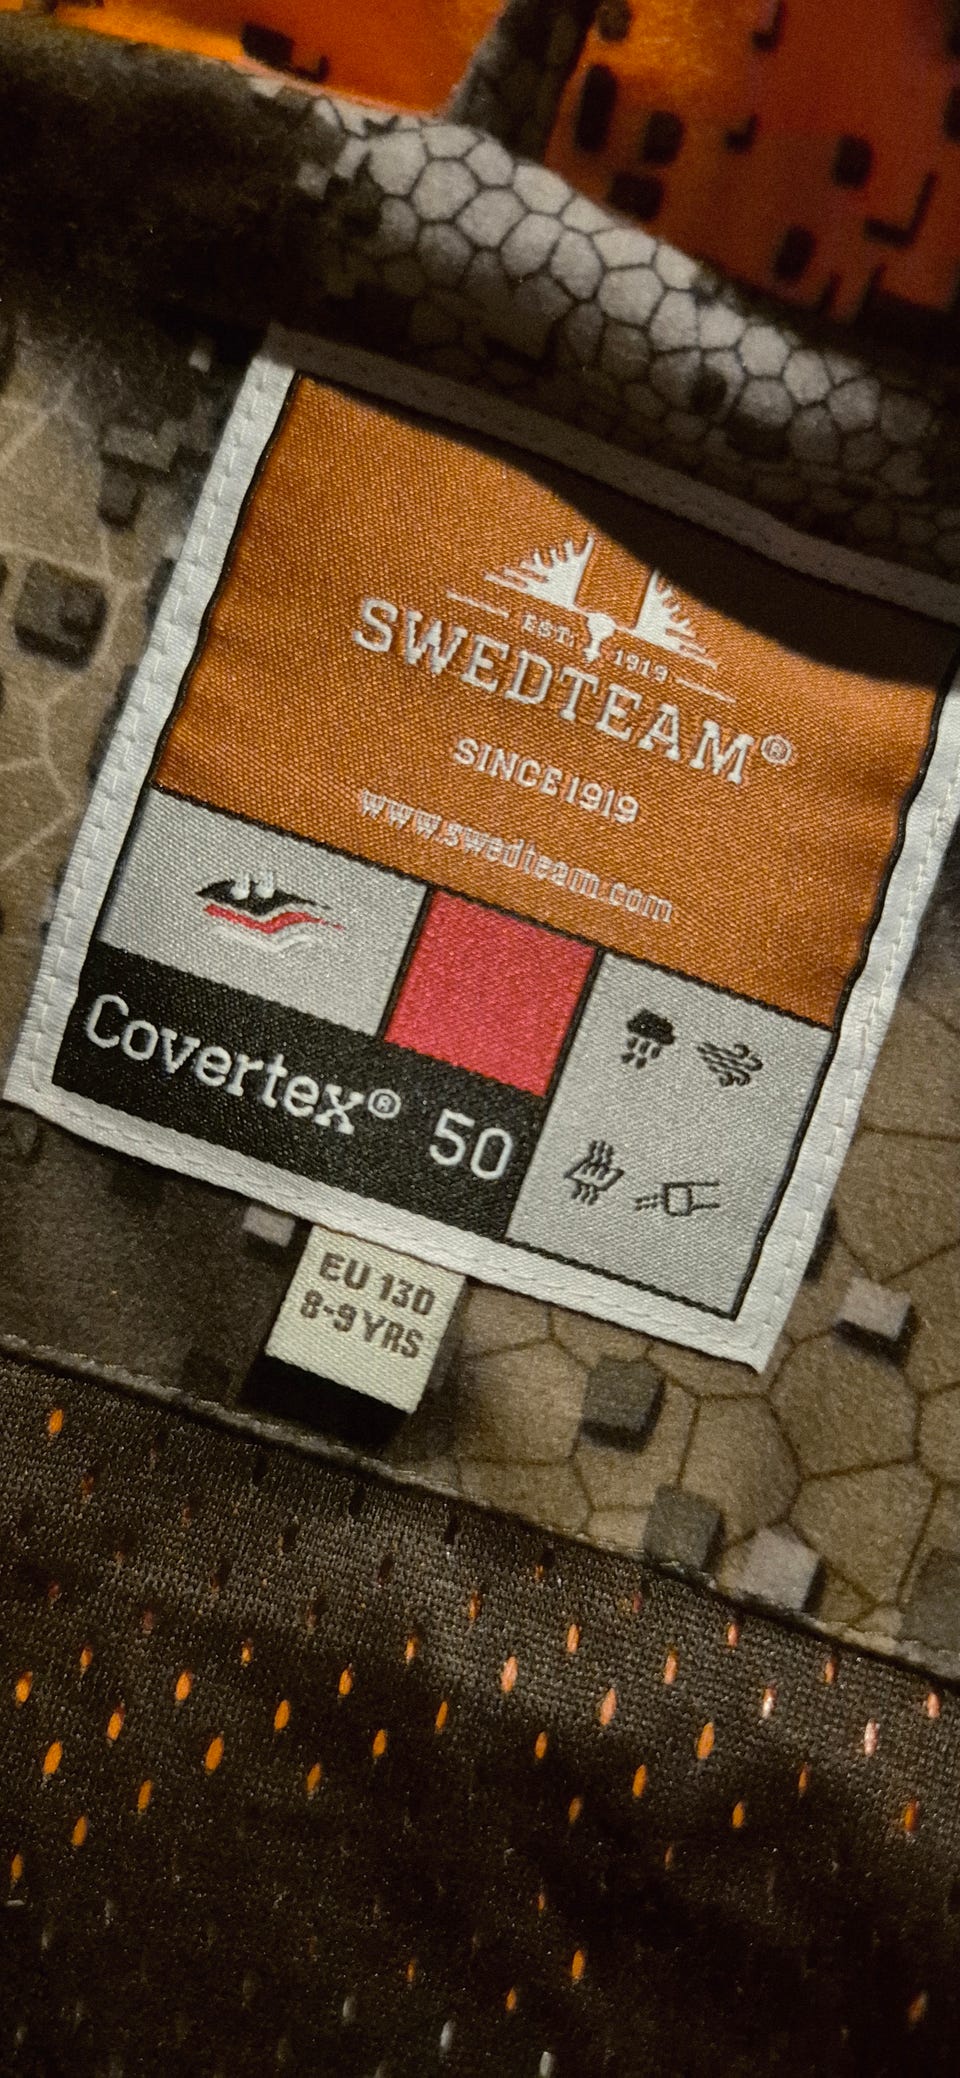 EST. 1919
SWEDTEAM®
SINCE 1919
www.swedteam.com
Covertex® 50
EU 130
8-9 YRS